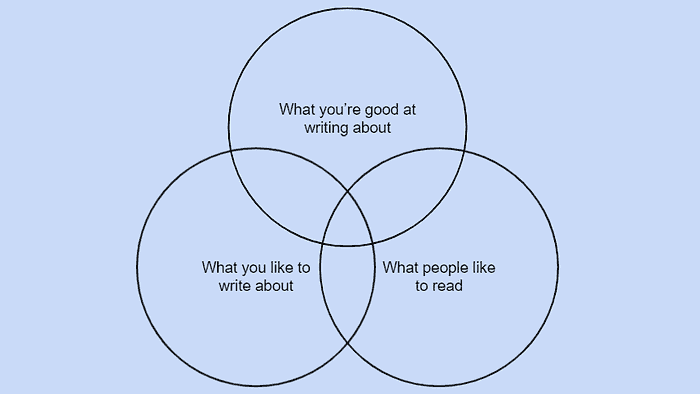 What you’re good at
writing about
What you like to
write about
What people like
to read